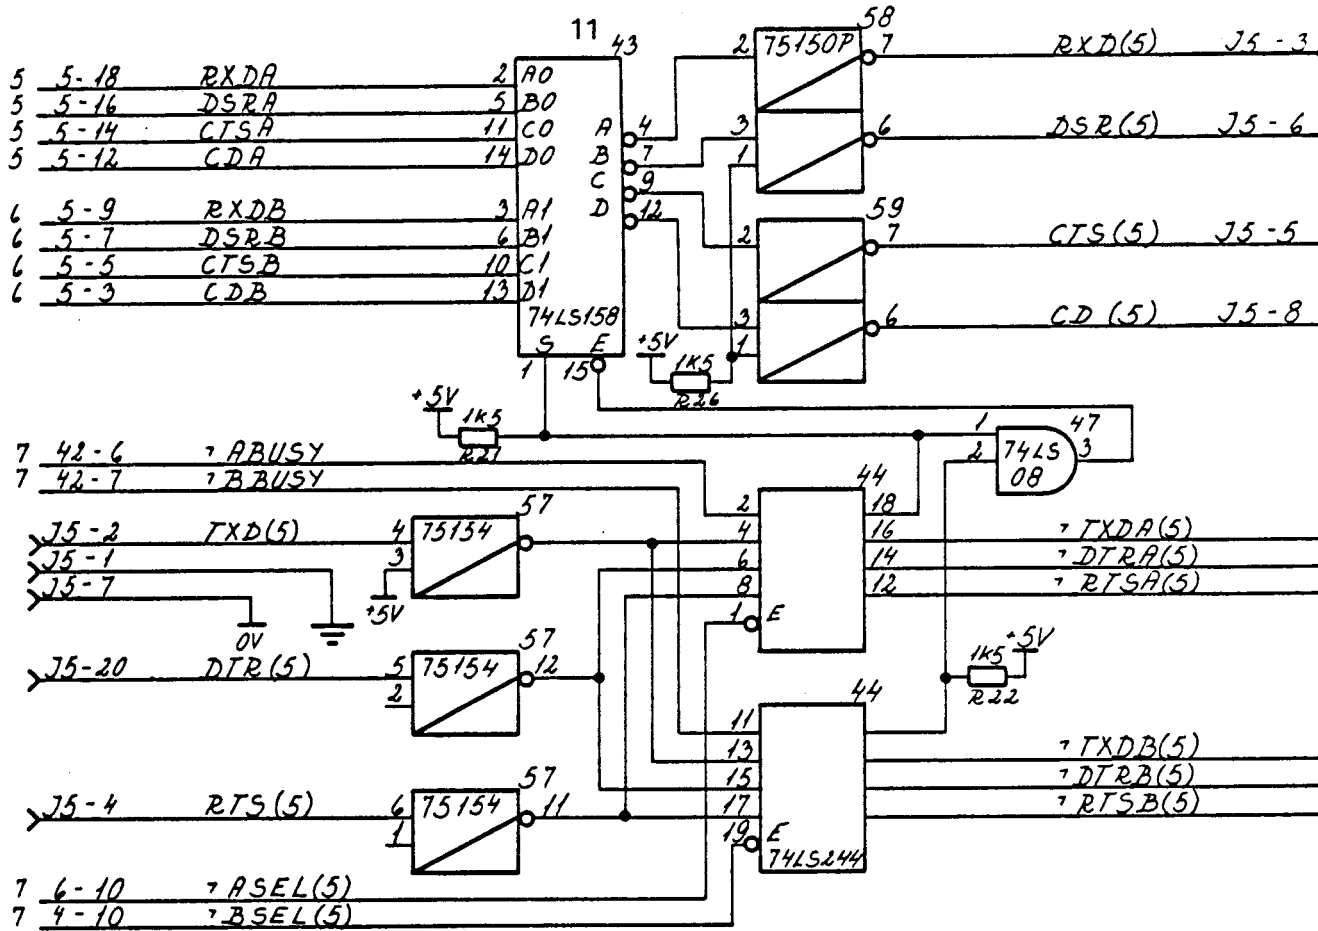 11
43
5 5-18 RXDA 2 A0
5 5-16 DSRA 5 B0
5 5-14 CTSA 11 C0
5 5-12 CDA 14 D0
6 5-9 RXDB 3 A1
6 5-7 DSRB 6 B1
6 5-5 CTSB 10 C1
6 5-3 CDB 13 D1
A 4
B 7
C 9
D 12
74LS158
S E
1 15
58
2 75150P 7 RXD(5) J5-3
3 6 DSR(5) J5-6
1
59
2 7 CTS(5) J5-5
3 6 CD (5) J5-8
1
+5V
1K5
R26
+5V
1K5
R21
1 47
2 74LS 3
08
7 42-6 ¬ABUSY
7 42-7 ¬BBUSY
44
2 18
4 16 ¬TXDA(5)
6 14 ¬DTRA(5)
8 12 ¬RTSA(5)
1 E
57
J5-2 TXD(5) 4 75154
J5-1 3
J5-7
+5V
0V
57
J5-20 DTR(5) 5 75154 12
2
+5V
1K5
R22
44
11
13 ¬TXDB(5)
15 ¬DTRB(5)
17 ¬RTSB(5)
19 E
74LS244
57
J5-4 RTS(5) 6 75154 11
1
7 6-10 ¬ASEL(5)
7 4-10 ¬BSEL(5)